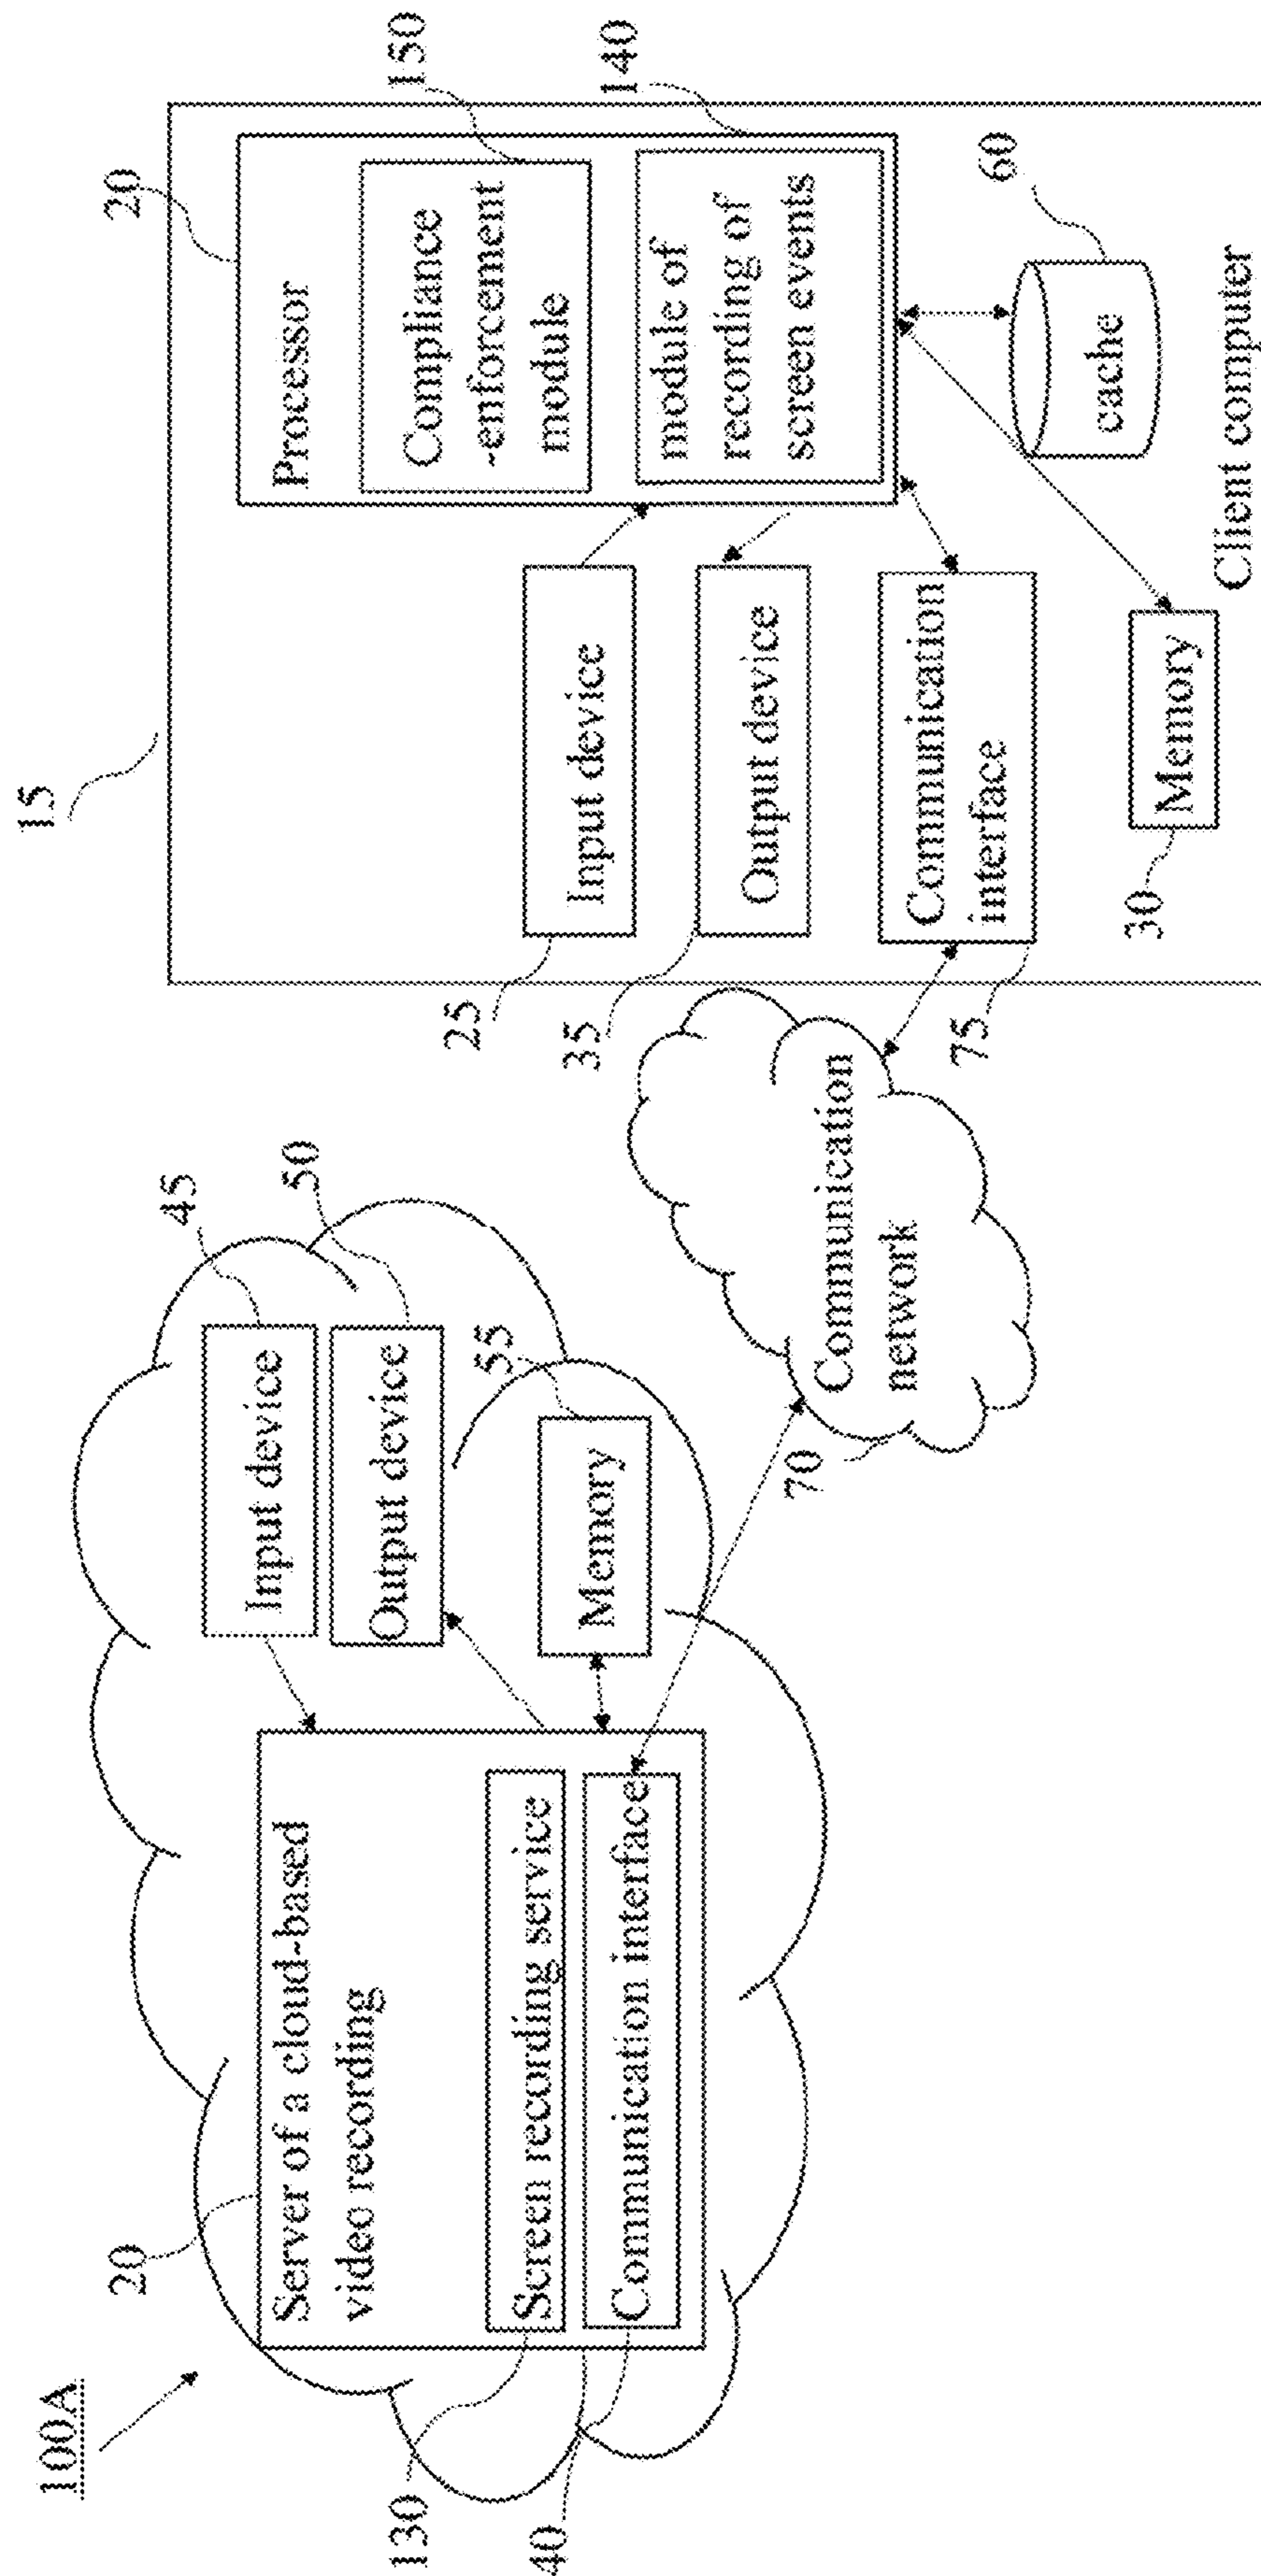 100A
20
Server of a cloud-based
video recording
Screen recording service
Communication interface
130
40
Input device
45
Output device
50
Memory
55
Communication
network
70
15
Processor
20
Compliance
-enforcement
module
150
module of
recording of
screen events
140
Input device
25
Output device
35
Communication
interface
75
Memory
30
cache
60
Client computer